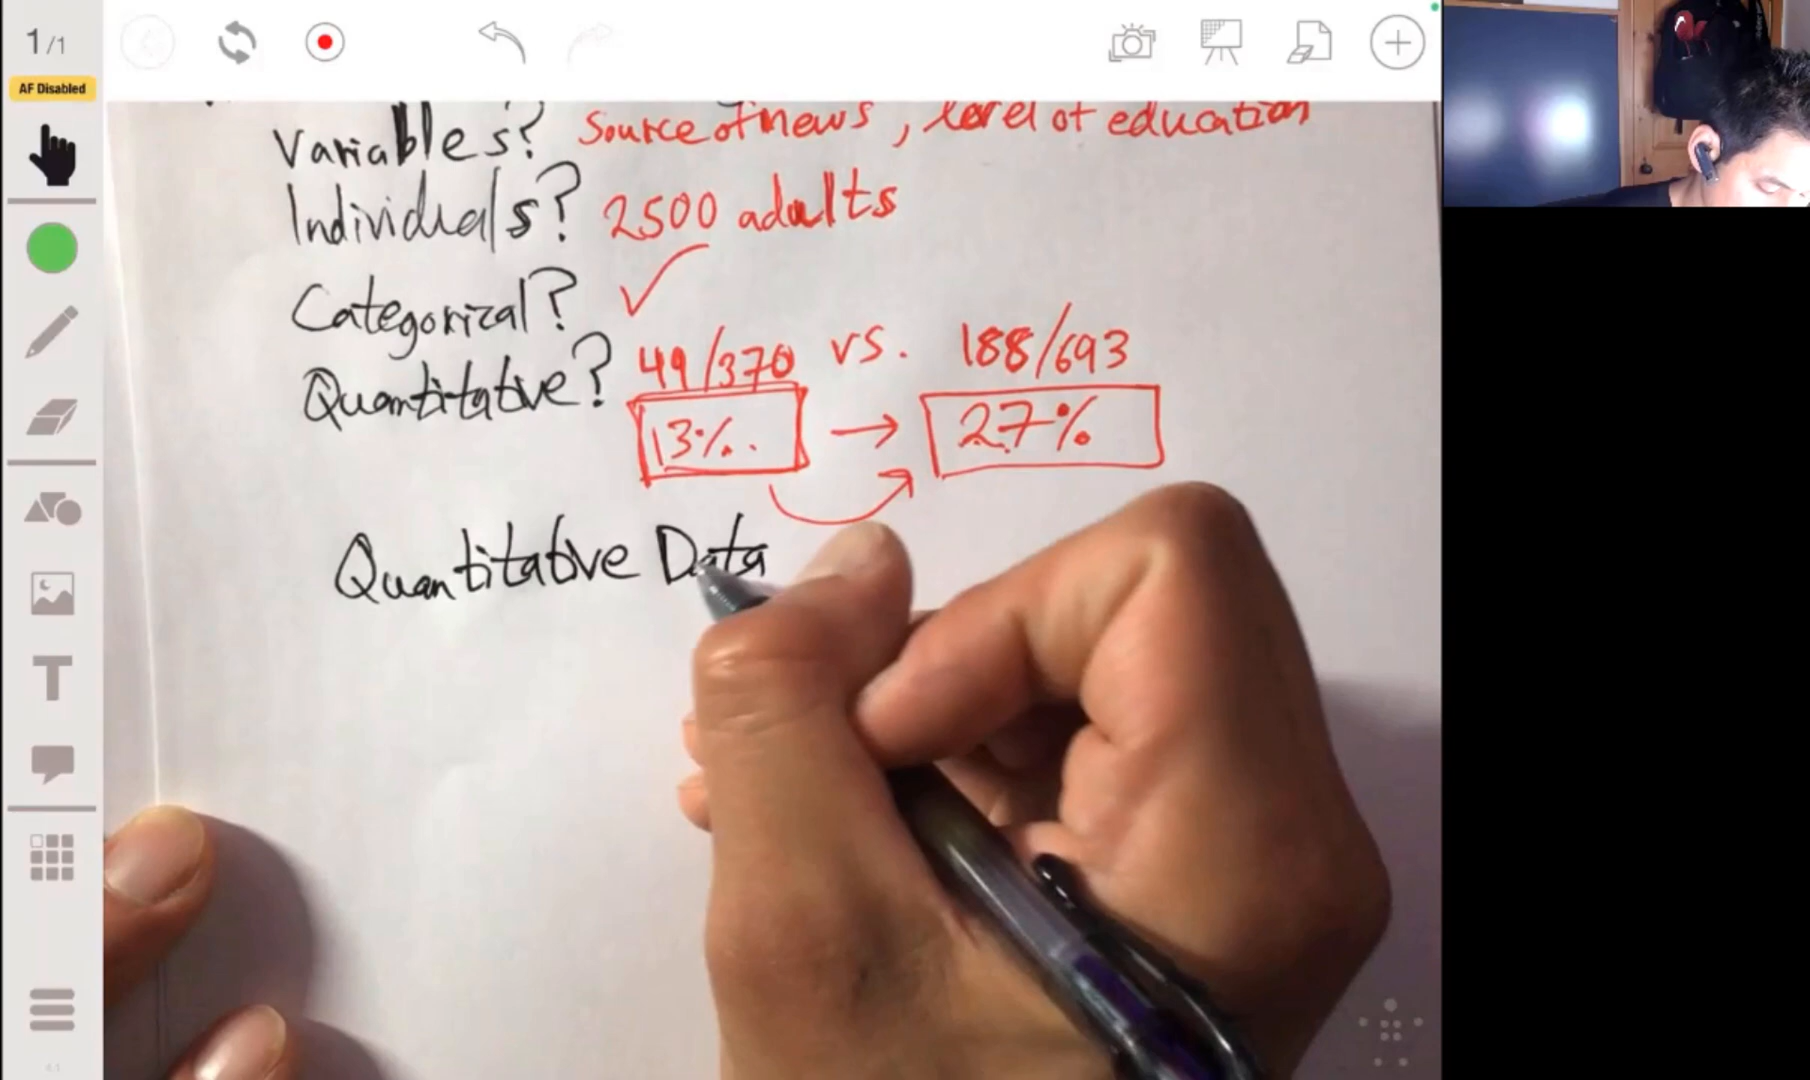 1/1
AF Disabled
Variables? Source of news, level of education
Individuals? 2500 adults
Categorical? ✓
Quantitative? 49/370 vs. 188/693
13%. → 27%
Quantitative Data
T